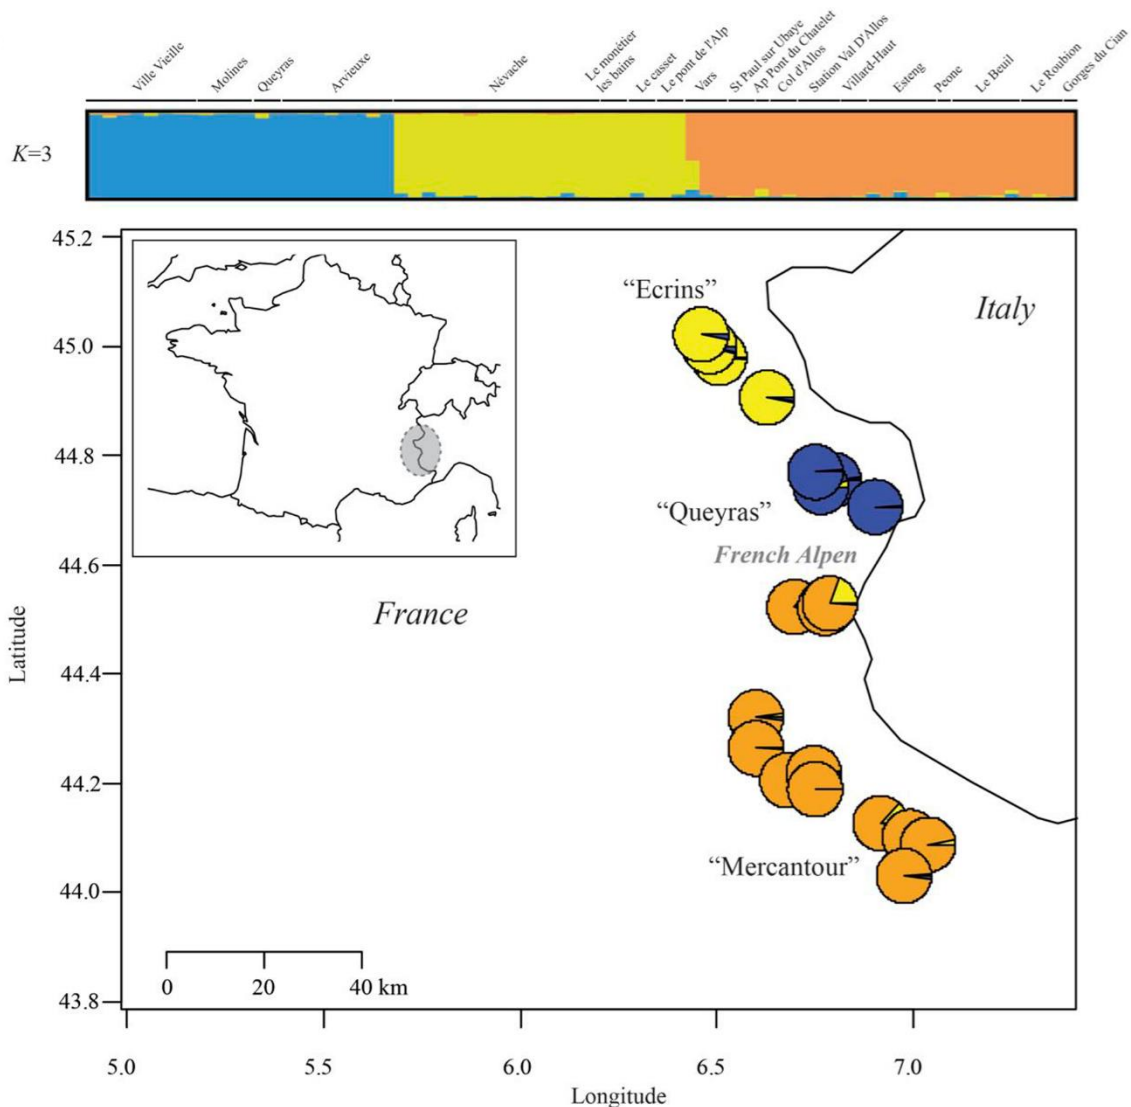 Ville Vieille
Molines
Queyras
Arvieuxe
Névache
Le monétier
les bains
Le casset
Le pont de l'Alp
Vars
St Paul sur Ubaye
Ap Pont du Chatelet
Col d'Allos
Station Val D'Allos
Villard-Haut
Esteng
Peone
Le Beuil
Le Roubion
Gorges du Cian
K=3
45.2
45.0
44.8
44.6
44.4
44.2
44.0
43.8
Latitude
“Ecrins”
Italy
“Queyras”
French Alpen
France
“Mercantour”
0 20 40 km
5.0 5.5 6.0 6.5 7.0
Longitude